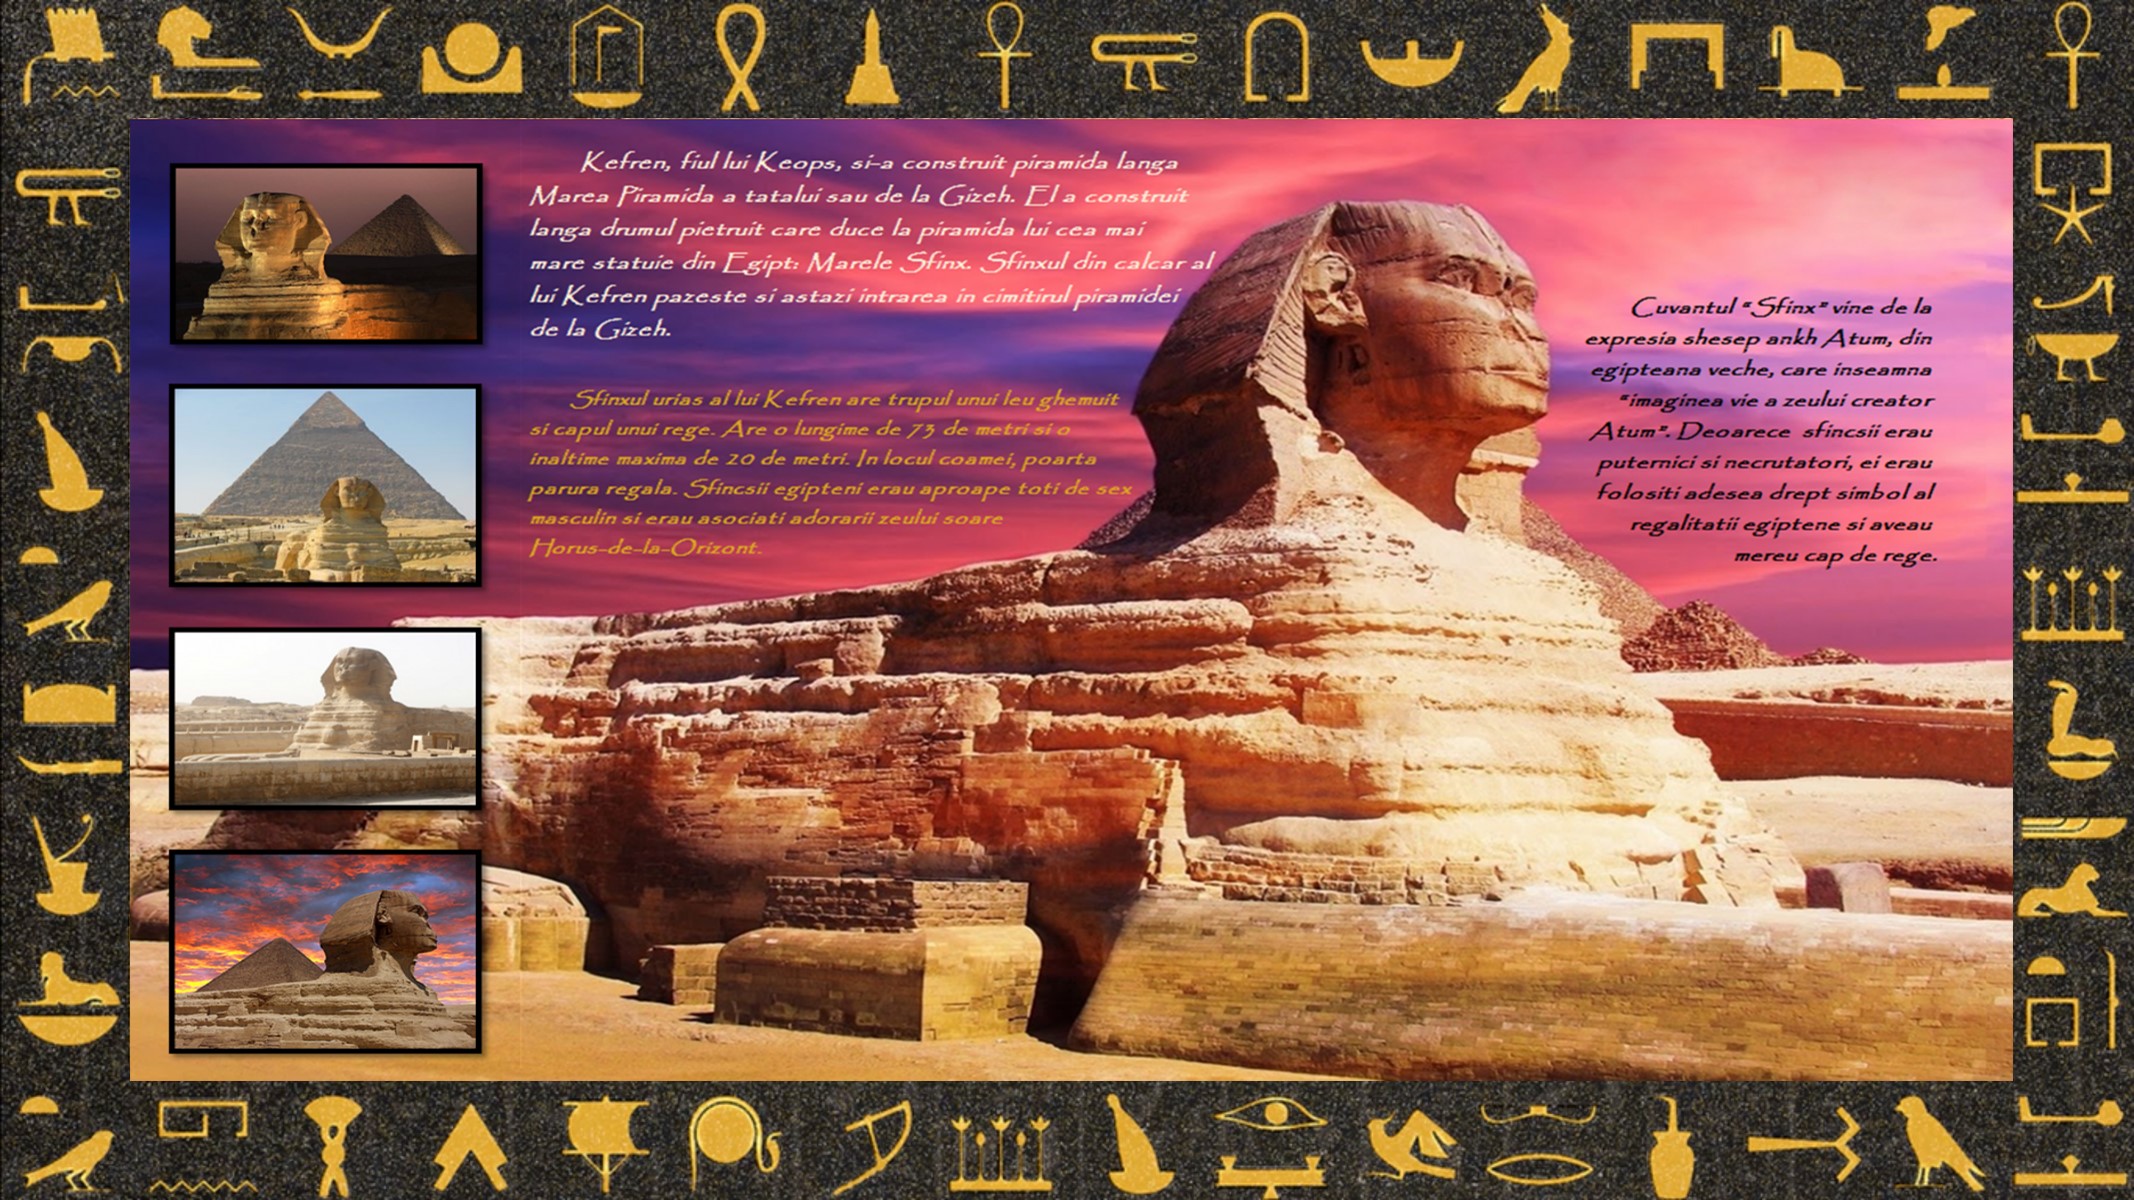 Kefren, fiul lui Keops, si-a construit piramida langa
Marea Piramida a tatalui sau de la Gizeh. El a construit
langa drumul pietruit care duce la piramida lui cea mai
mare statuie din Egipt: Marele Sfinx. Sfinxul din calcar al
lui Kefren pazeste si astazi intrarea in cimitirul piramidei
de la Gizeh.
Sfinxul urias al lui Kefren are trupul unui leu ghemuit
si capul unui rege. Are o lungime de 73 de metri si o
inaltime maxima de 20 de metri. In locul coamei, poarta
parura regala. Sfincsii egipteni erau aproape toti de sex
masculin si erau asociati adorarii zeului soare
Horus-de-la-Orizont.
Cuvantul “Sfinx” vine de la
expresia shesep ankh Atum, din
egipteana veche, care inseamna
“imaginea vie a zeului creator
Atum”. Deoarece sfincsii erau
puternici si necrutatori, ei erau
folositi adesea drept simbol al
regalitatii egiptene si aveau
mereu cap de rege.